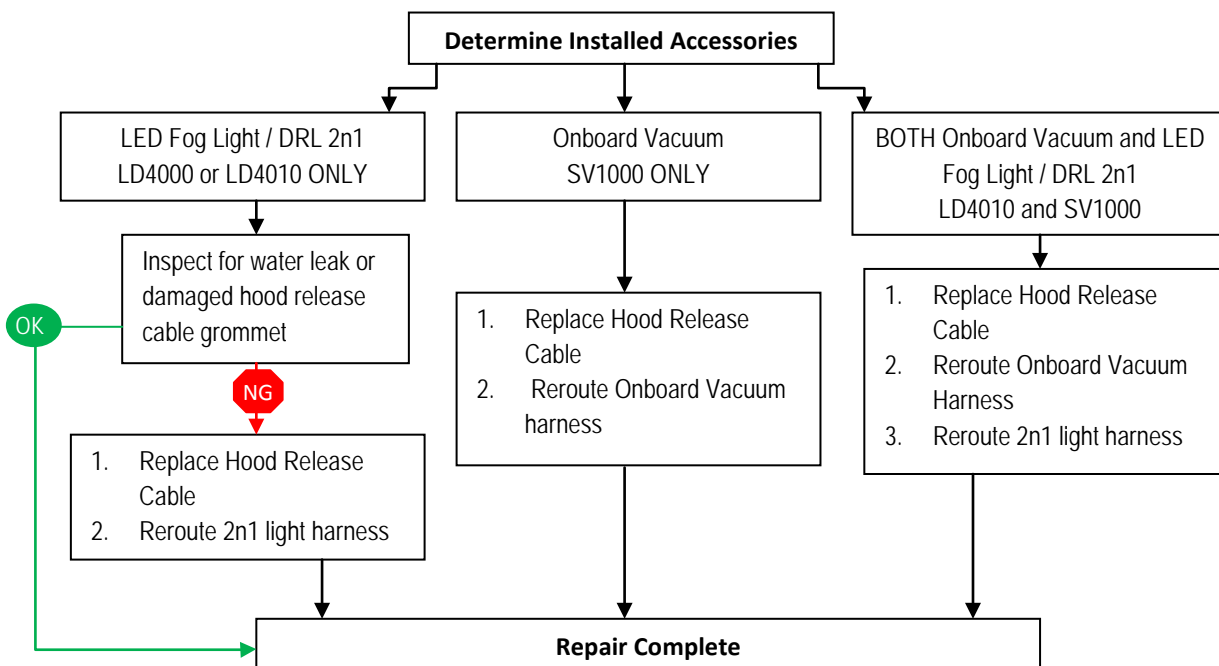 Determine Installed Accessories
LED Fog Light / DRL 2n1
LD4000 or LD4010 ONLY
Onboard Vacuum
SV1000 ONLY
BOTH Onboard Vacuum and LED
Fog Light / DRL 2n1
LD4010 and SV1000
Inspect for water leak or
damaged hood release
cable grommet
OK
NG
1. Replace Hood Release
Cable
2. Reroute 2n1 light harness
1. Replace Hood Release
Cable
2. Reroute Onboard Vacuum
harness
1. Replace Hood Release
Cable
2. Reroute Onboard Vacuum
Harness
3. Reroute 2n1 light harness
Repair Complete